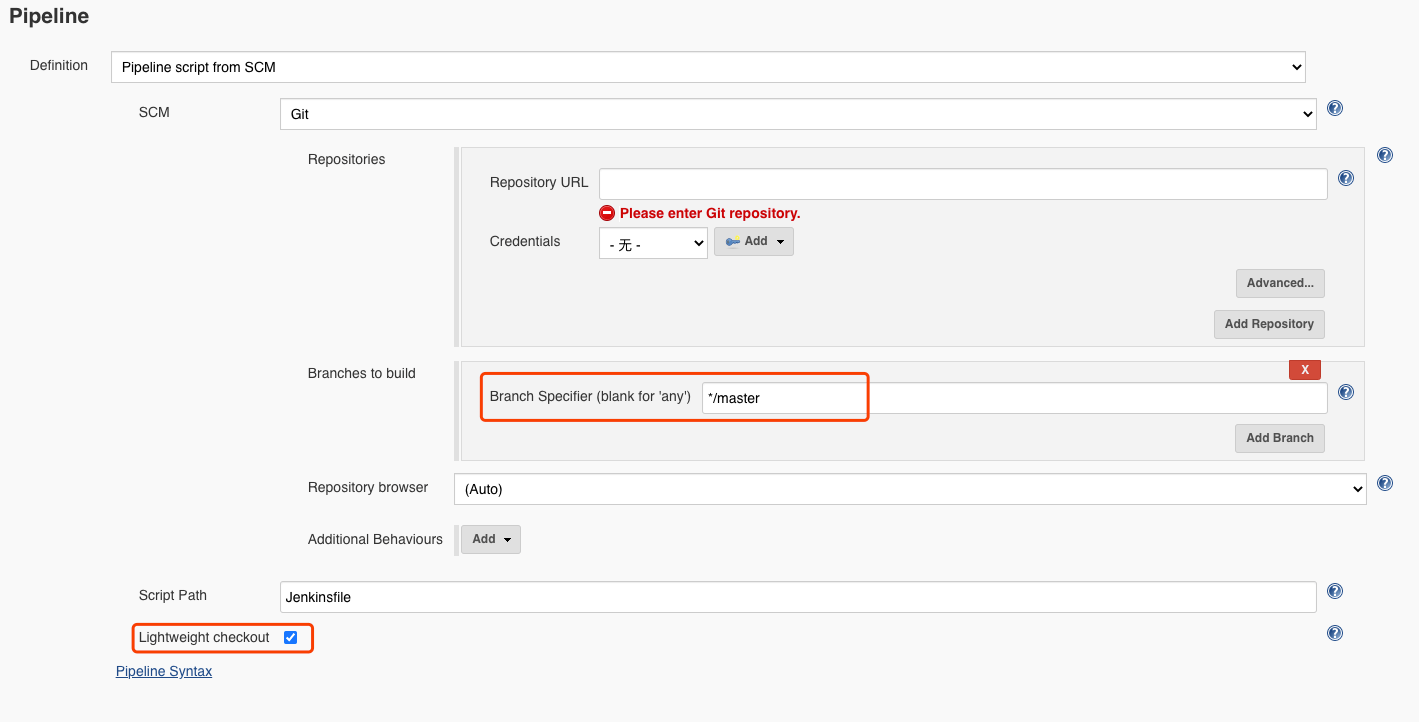 Pipeline
Definition
Pipeline script from SCM
SCM
Git
Repositories
Repository URL
Please enter Git repository.
Credentials
- 无 -
Add
Advanced...
Add Repository
Branches to build
X
Branch Specifier (blank for 'any')
*/master
Add Branch
Repository browser
(Auto)
Additional Behaviours
Add
Script Path
Jenkinsfile
Lightweight checkout
Pipeline Syntax